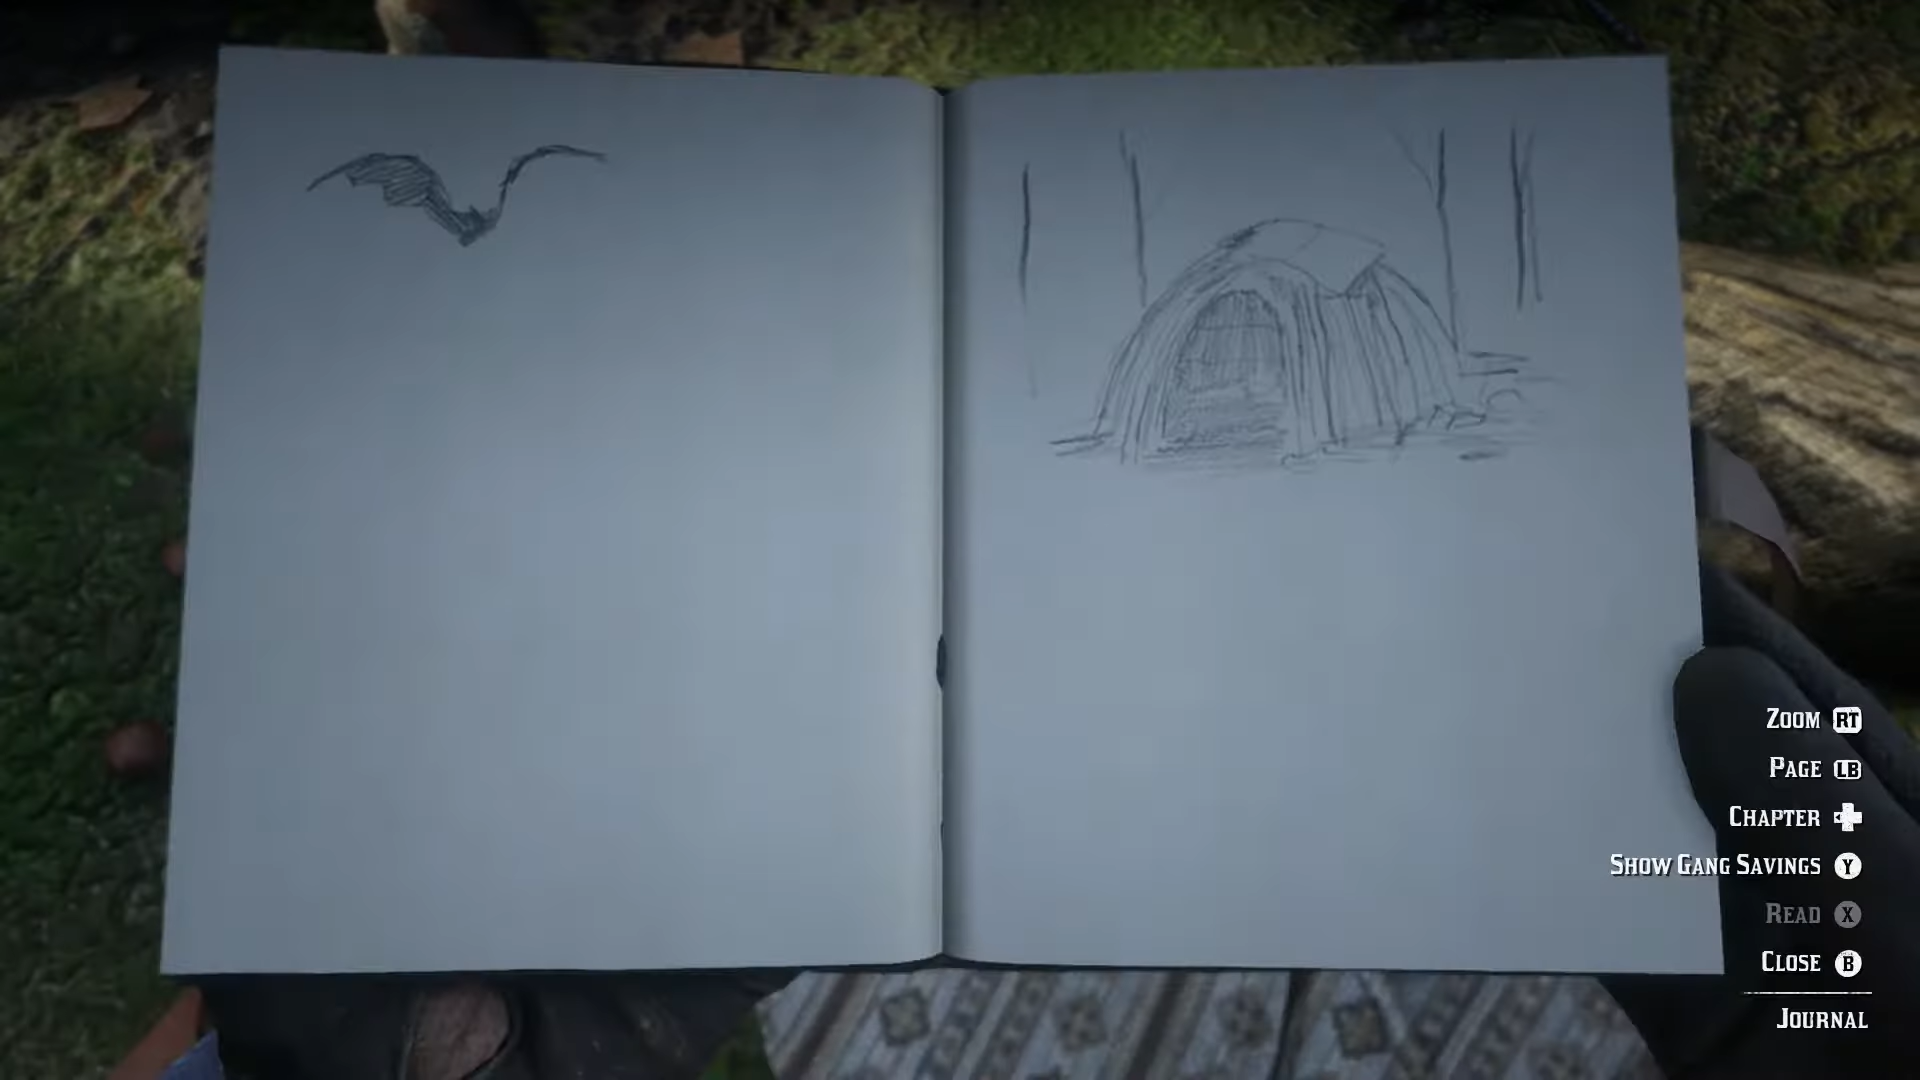 Zoom RT
Page LB
Chapter
Show Gang Savings Y
Read X
Close B
Journal